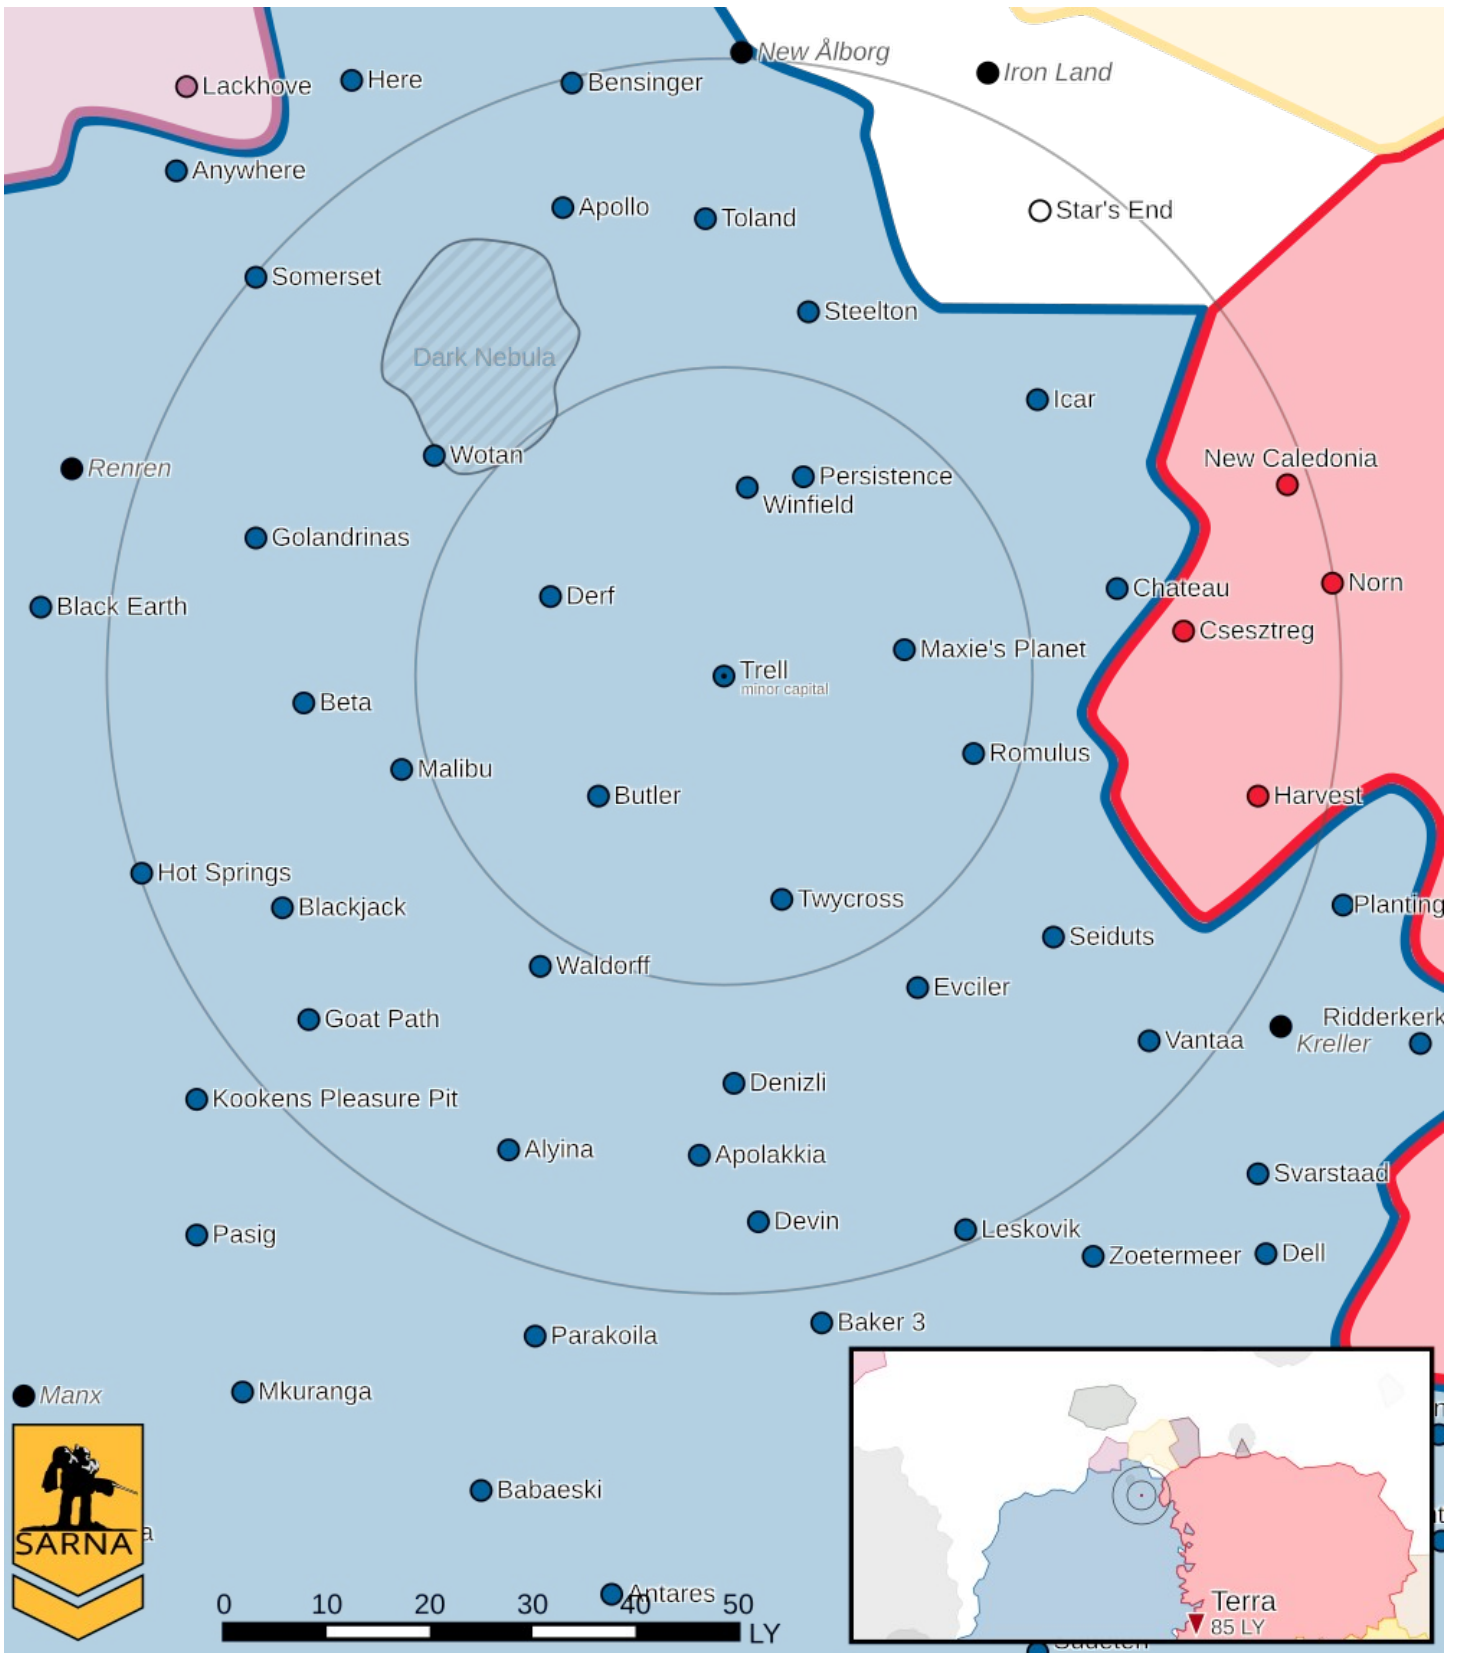 New Ålborg
Iron Land
Lackhove
Here
Bensinger
Anywhere
Apollo
Toland
Star's End
Somerset
Steelton
Dark Nebula
Icar
Renren
Wotan
New Caledonia
Persistence
Winfield
Golandrinas
Chateau
Norn
Derf
Black Earth
Csesztreg
Maxie's Planet
Trell
minor capital
Beta
Romulus
Malibu
Butler
Harvest
Hot Springs
Blackjack
Twycross
Planting
Seiduts
Waldorff
Evciler
Goat Path
Ridderkerk
Vantaa
Kreller
Denizli
Kookens Pleasure Pit
Alyina
Apolakkia
Svarstaad
Devin
Leskovik
Pasig
Zoetermeer
Dell
Baker 3
Parakoila
Manx
Mkuranga
Babaeski
SARNA
Antares
0 10 20 30 40 50
LY
Terra
85 LY